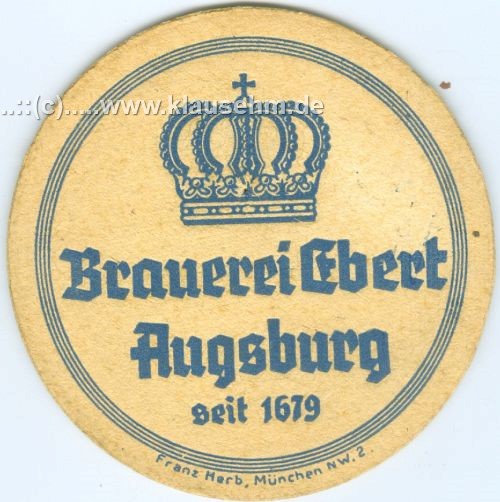 ..::(c).....www.klausehm.de
Brauerei Ebert
Augsburg
seit 1679
Franz Herb, München NW. 2.